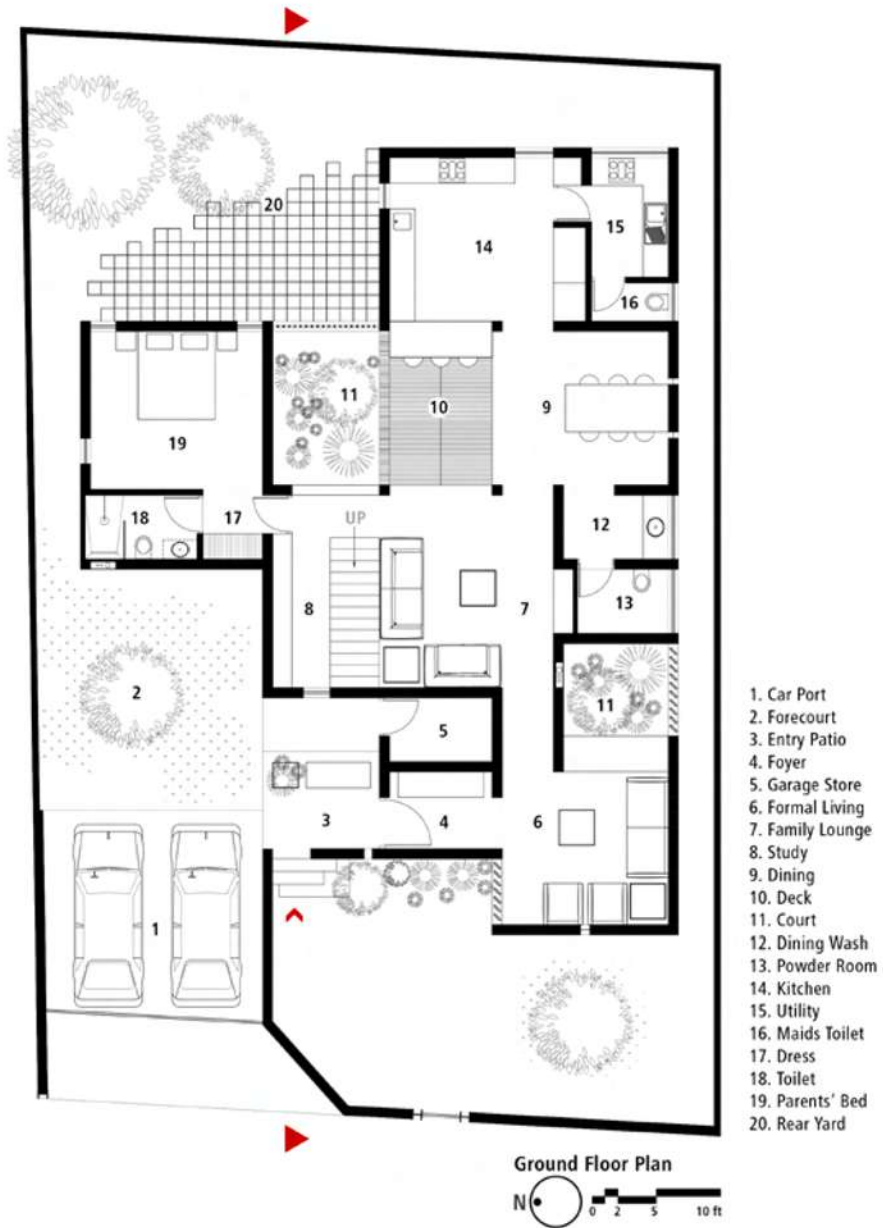 20
14
15
16
11
10
9
19
18
17
UP
12
8
7
13
2
11
5
3
4
6
1
1. Car Port
2. Forecourt
3. Entry Patio
4. Foyer
5. Garage Store
6. Formal Living
7. Family Lounge
8. Study
9. Dining
10. Deck
11. Court
12. Dining Wash
13. Powder Room
14. Kitchen
15. Utility
16. Maids Toilet
17. Dress
18. Toilet
19. Parents' Bed
20. Rear Yard
Ground Floor Plan
N
0 2 5 10 ft